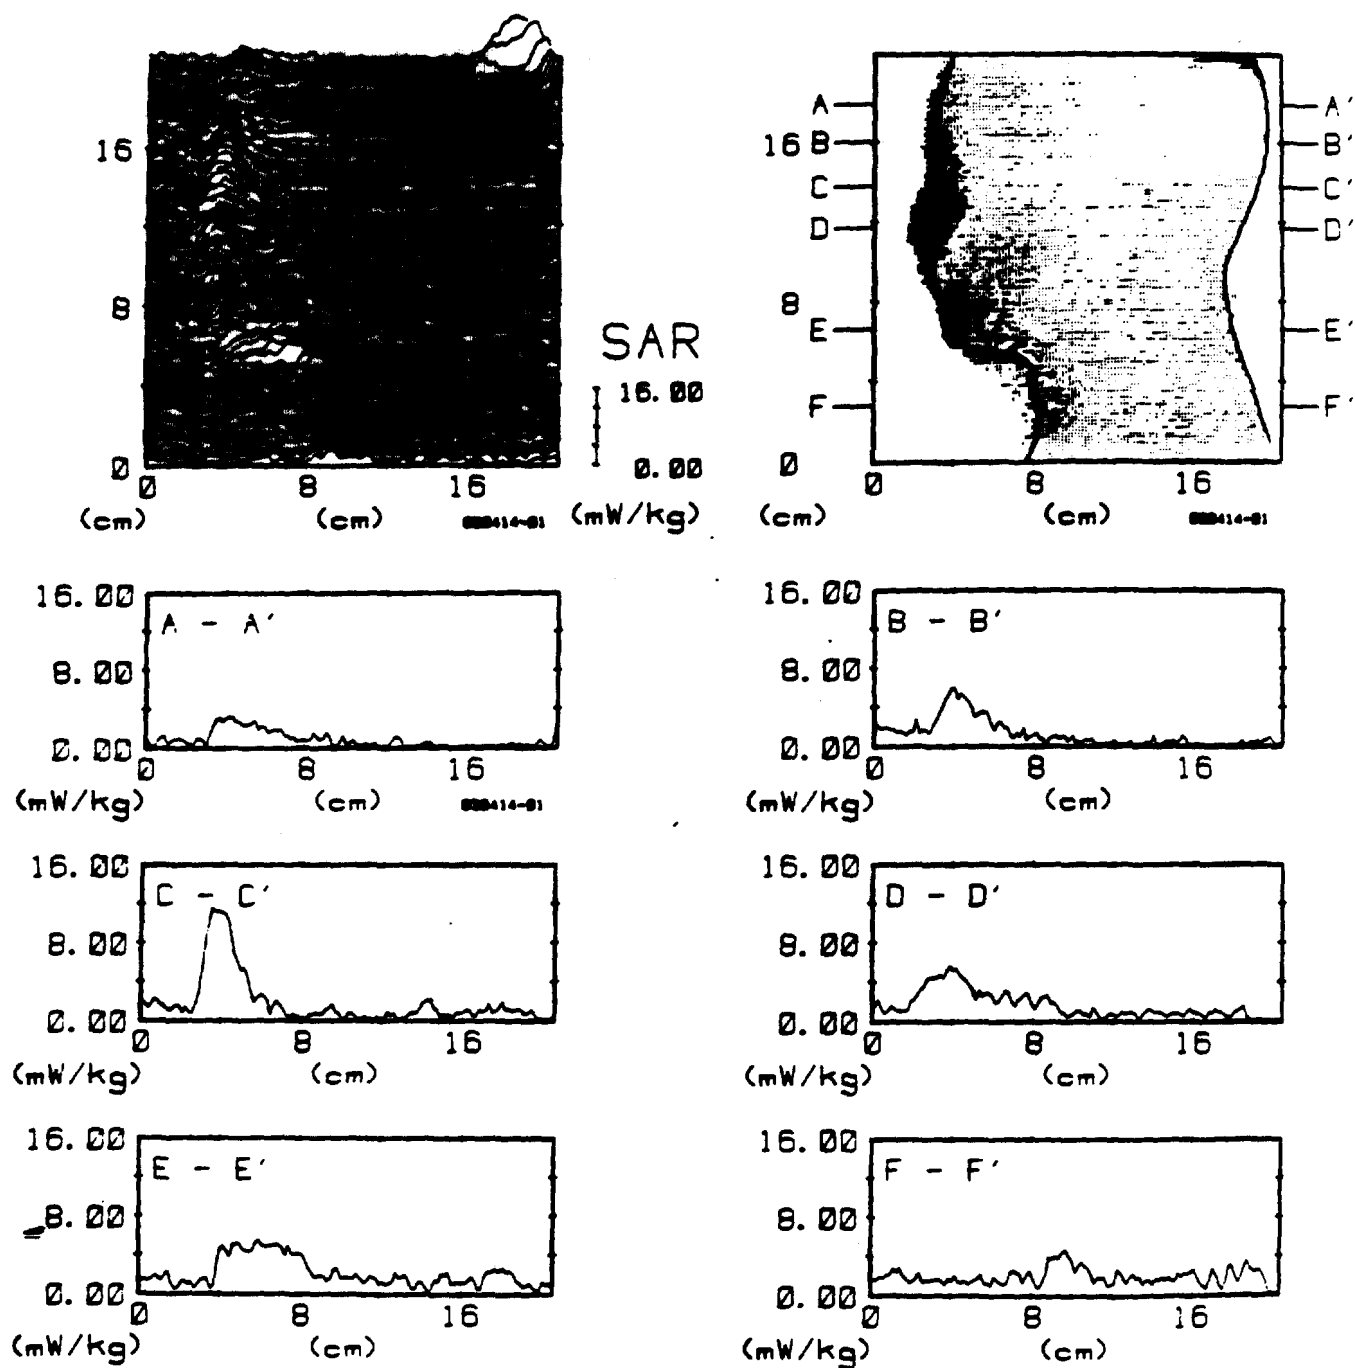 16
8
0
0 8 16
(cm) (cm)
SAR
16.00
0.00
(mW/kg)
A A'
16 B B'
C C'
D D'
8
E E'
F F'
0
0 8 16
(cm) (cm)
16.00
A - A'
8.00
0.00
0 8 16
(mW/kg) (cm)
16.00
B - B'
8.00
0.00
0 8 16
(mW/kg) (cm)
16.00
C - C'
8.00
0.00
0 8 16
(mW/kg) (cm)
16.00
D - D'
8.00
0.00
0 8 16
(mW/kg) (cm)
16.00
E - E'
8.00
0.00
0 8 16
(mW/kg) (cm)
16.00
F - F'
8.00
0.00
0 8 16
(mW/kg) (cm)